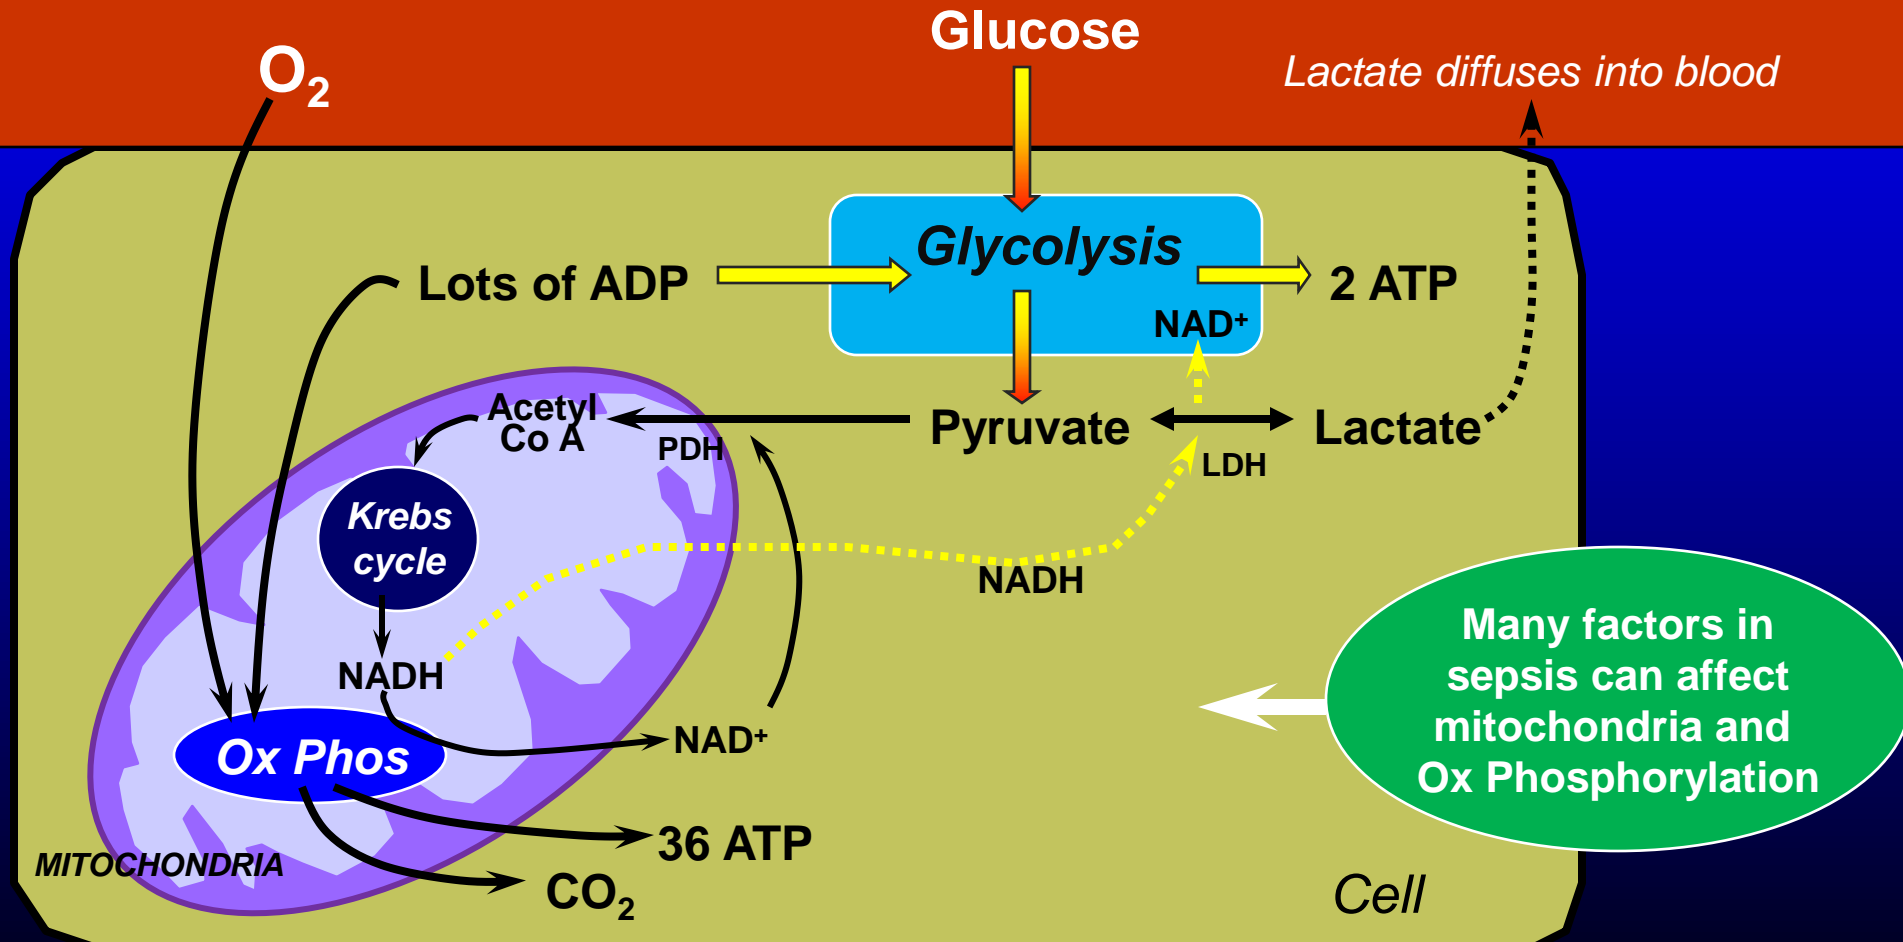 Glucose
O₂
Lactate diffuses into blood
Glycolysis
Lots of ADP
2 ATP
NAD⁺
Acetyl
Co A
PDH
Pyruvate
Lactate
LDH
Krebs
cycle
NADH
NADH
NAD⁺
Ox Phos
36 ATP
MITOCHONDRIA
CO₂
Many factors in
sepsis can affect
mitochondria and
Ox Phosphorylation
Cell